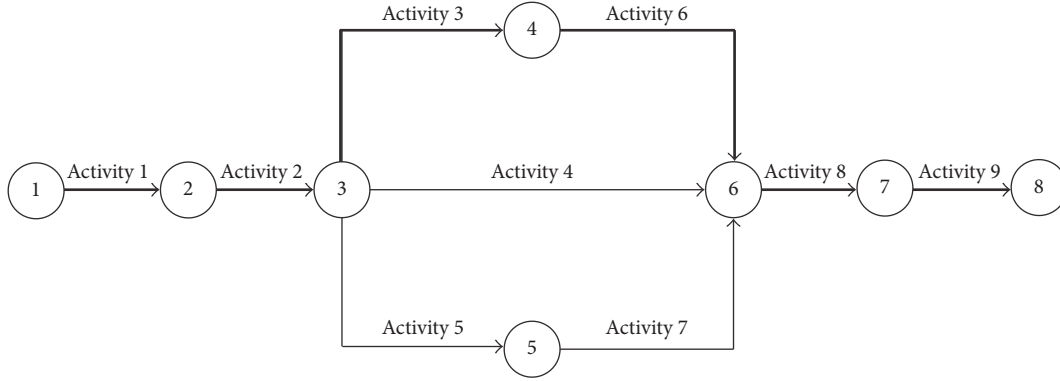 Activity 3
4
Activity 6
1
Activity 1
2
Activity 2
3
Activity 4
6
Activity 8
7
Activity 9
8
Activity 5
5
Activity 7